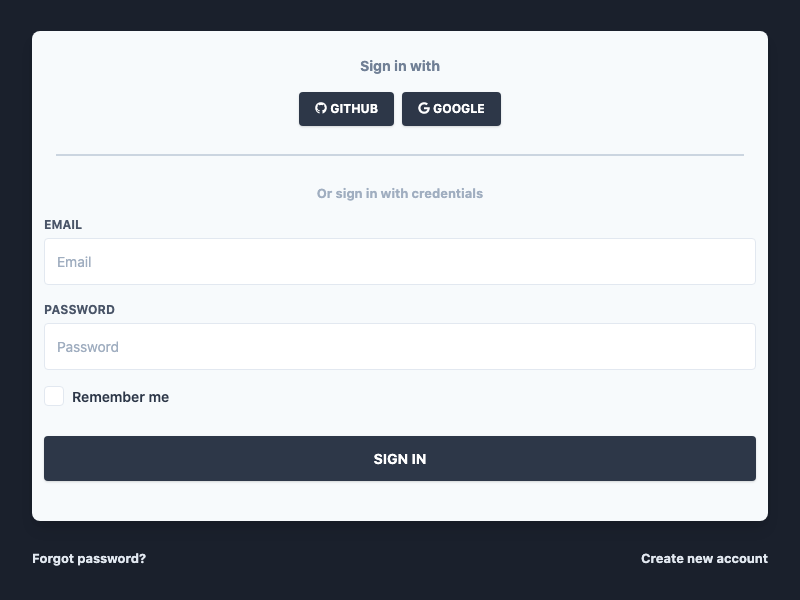 Sign in with
GITHUB
GOOGLE
Or sign in with credentials
EMAIL
Email
PASSWORD
Password
Remember me
SIGN IN
Forgot password?
Create new account